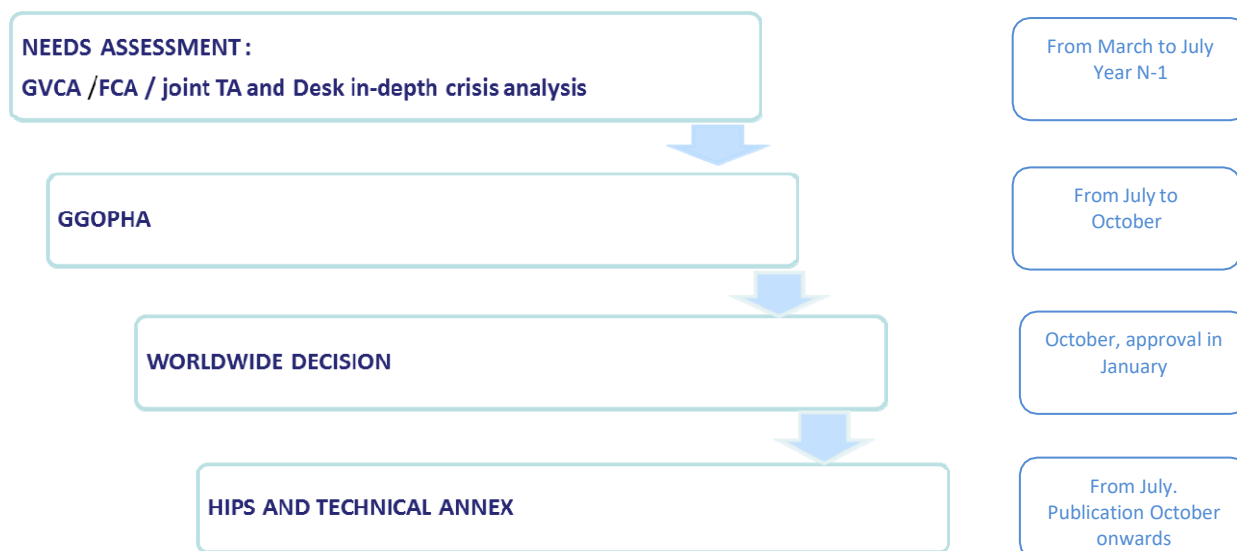 NEEDS ASSESSMENT :
GVCA /FCA / joint TA and Desk in-depth crisis analysis
From March to July
Year N-1
GGOPHA
From July to
October
WORLDWIDE DECISION
October, approval in
January
HIPS AND TECHNICAL ANNEX
From July.
Publication October
onwards